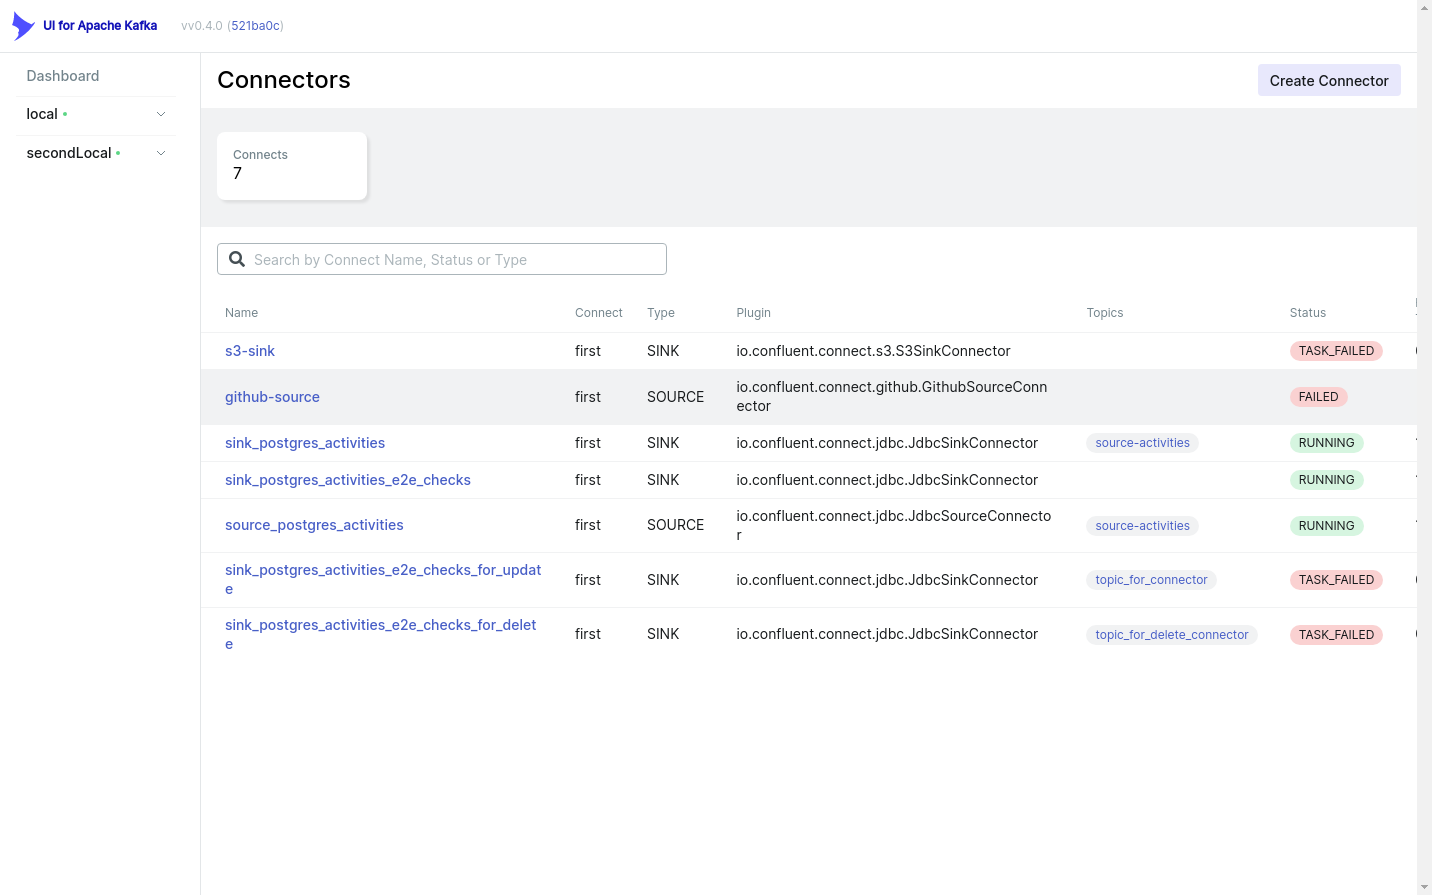 UI for Apache Kafka
vv0.4.0 (521ba0c)
Dashboard
local
secondLocal
Connectors
Create Connector
Connects
7
Search by Connect Name, Status or Type
Name Connect Type Plugin Topics Status
s3-sink first SINK io.confluent.connect.s3.S3SinkConnector TASK_FAILED
github-source first SOURCE io.confluent.connect.github.GithubSourceConn
ector FAILED
sink_postgres_activities first SINK io.confluent.connect.jdbc.JdbcSinkConnector source-activities RUNNING
sink_postgres_activities_e2e_checks first SINK io.confluent.connect.jdbc.JdbcSinkConnector RUNNING
source_postgres_activities first SOURCE io.confluent.connect.jdbc.JdbcSourceConnecto
r source-activities RUNNING
sink_postgres_activities_e2e_checks_for_updat
e first SINK io.confluent.connect.jdbc.JdbcSinkConnector topic_for_connector TASK_FAILED
sink_postgres_activities_e2e_checks_for_delet
e first SINK io.confluent.connect.jdbc.JdbcSinkConnector topic_for_delete_connector TASK_FAILED